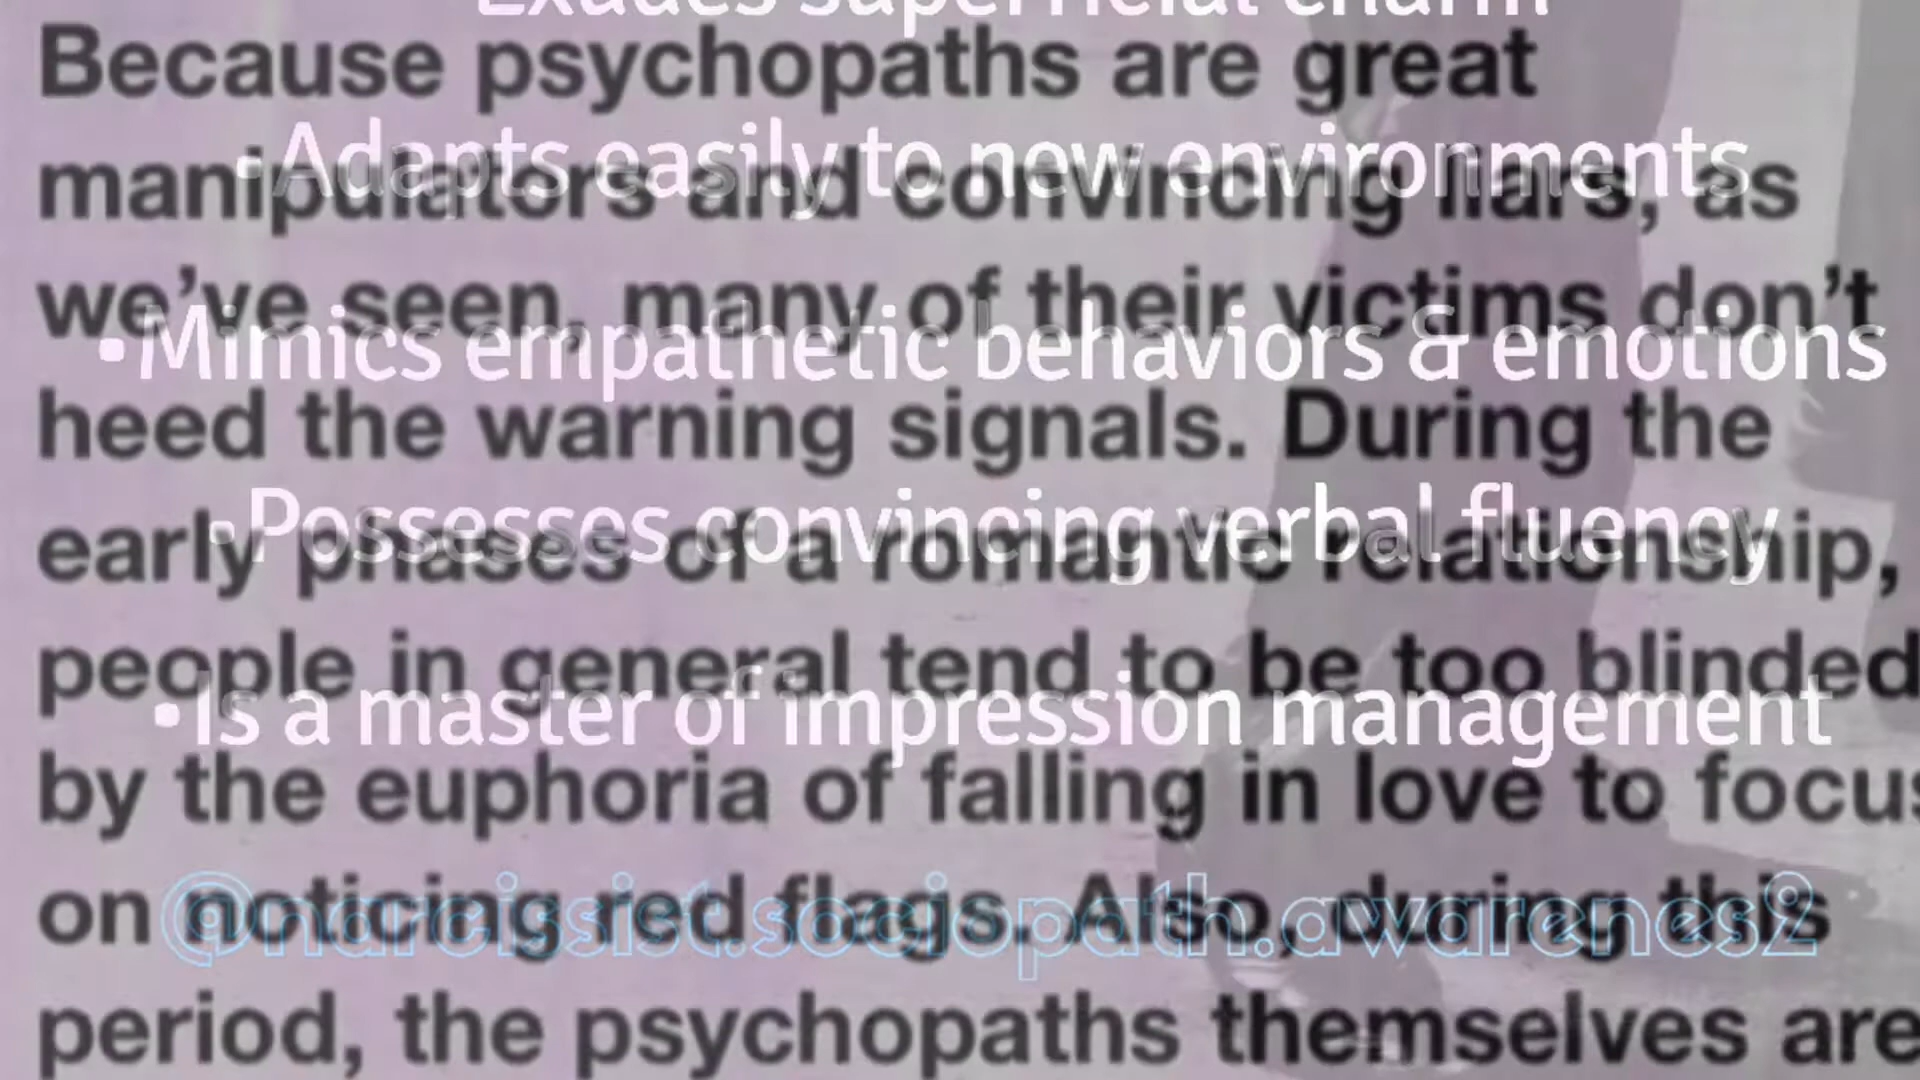 Exudes superficial charm
Because psychopaths are great
•Adapts easily to new environments
manipulators and convincing liars, as
we've seen, many of their victims don't
•Mimics empathetic behaviors & emotions
heed the warning signals. During the
•Possesses convincing verbal fluency
early phases of a romantic relationship,
people in general tend to be too blinded
•Is a master of impression management
by the euphoria of falling in love to focus
on noticing red flags. Also, during this
@narcissist.sociopath.awarenes2
period, the psychopaths themselves are